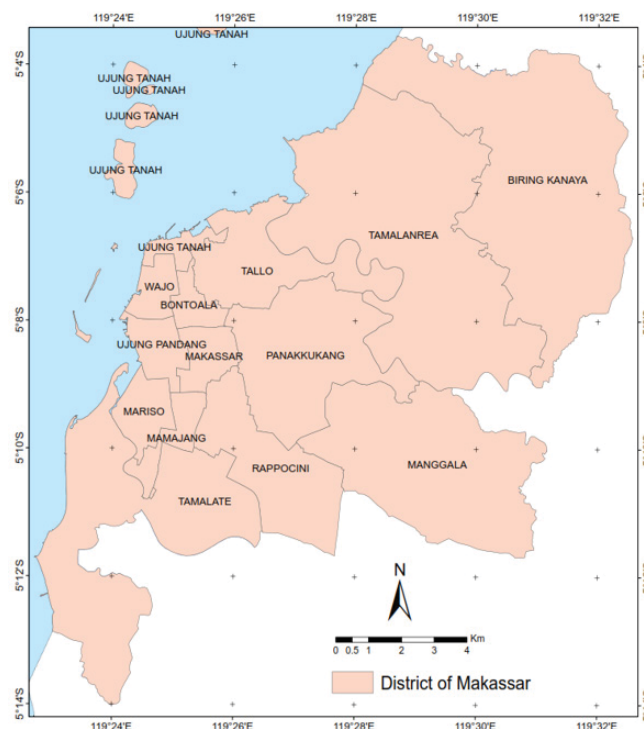 119°24'E
119°26'E
119°28'E
119°30'E
119°32'E
UJUNG TANAH
5°4'S
UJUNG TANAH
UJUNG TANAH
UJUNG TANAH
UJUNG TANAH
BIRING KANAYA
5°6'S
TAMALANREA
UJUNG TANAH
TALLO
WAJO
BONTOALA
5°8'S
UJUNG PANDANG
MAKASSAR
PANAKKUKANG
MARISO
MAMAJANG
5°10'S
RAPPOCINI
MANGGALA
TAMALATE
5°12'S
N
Km
0 0.5 1 2 3 4
District of Makassar
5°14'S
119°24'E
119°26'E
119°28'E
119°30'E
119°32'E